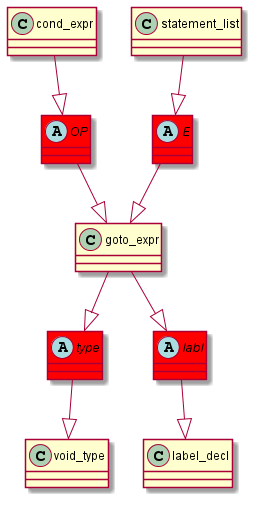 C cond_expr
C statement_list
A OP
A E
C goto_expr
A type
A labl
C void_type
C label_decl